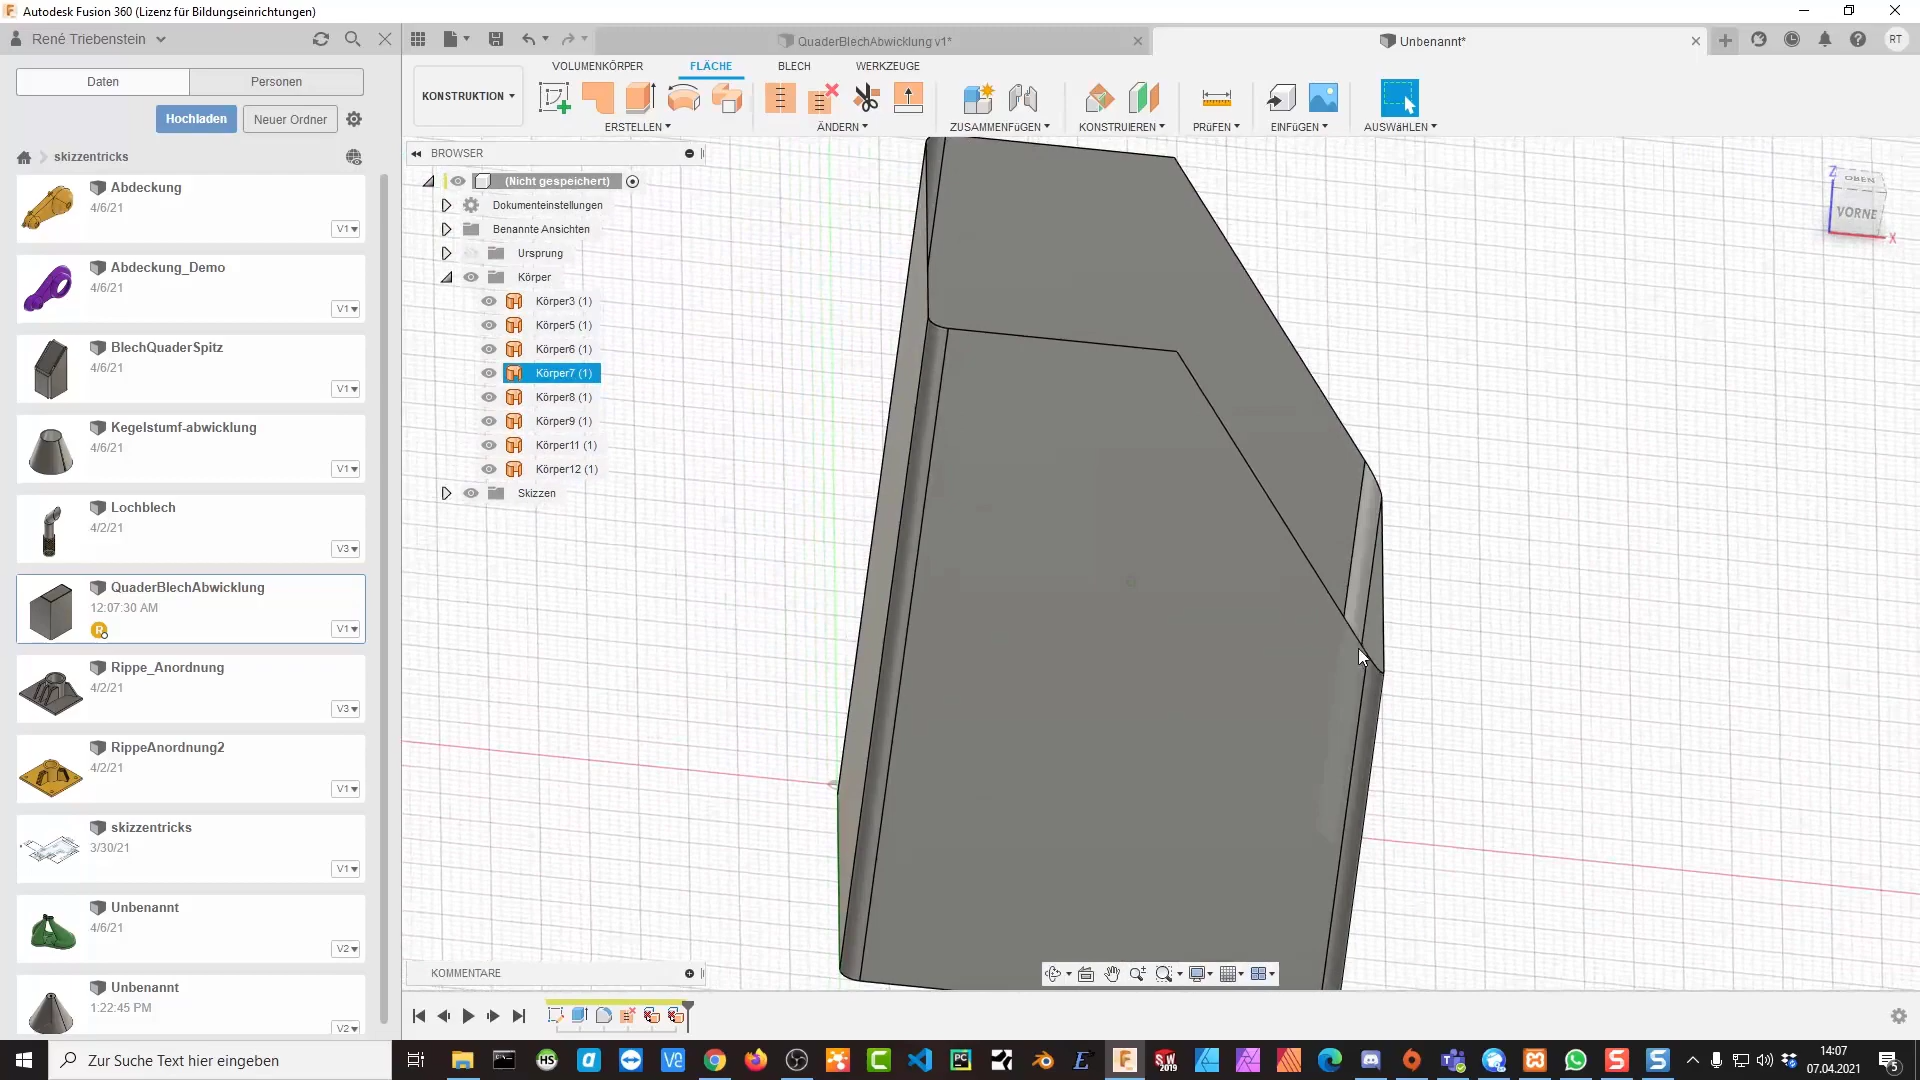 Autodesk Fusion 360 (Lizenz für Bildungseinrichtungen)
René Triebenstein
QuaderBlechAbwicklung v1*
Unbenannt*
RT
Daten
Personen
Hochladen
Neuer Ordner
skizzentricks
Abdeckung
4/6/21
V1
Abdeckung_Demo
4/6/21
V1
BlechQuaderSpitz
4/6/21
V1
Kegelstumf-abwicklung
4/6/21
V1
Lochblech
4/2/21
V3
QuaderBlechAbwicklung
12:07:30 AM
R
V1
Rippe_Anordnung
4/2/21
V3
RippeAnordnung2
4/2/21
V1
skizzentricks
3/30/21
V1
Unbenannt
4/6/21
V2
Unbenannt
1:22:45 PM
V2
KONSTRUKTION
VOLUMENKÖRPER
FLÄCHE
BLECH
WERKZEUGE
ERSTELLEN
ÄNDERN
ZUSAMMENFÜGEN
KONSTRUIEREN
PRÜFEN
EINFÜGEN
AUSWÄHLEN
BROWSER
(Nicht gespeichert)
Dokumenteinstellungen
Benannte Ansichten
Ursprung
Körper
Körper3 (1)
Körper5 (1)
Körper6 (1)
Körper7 (1)
Körper8 (1)
Körper9 (1)
Körper11 (1)
Körper12 (1)
Skizzen
Z
OBEN
VORNE
X
KOMMENTARE
Zur Suche Text hier eingeben
14:07
07.04.2021
5